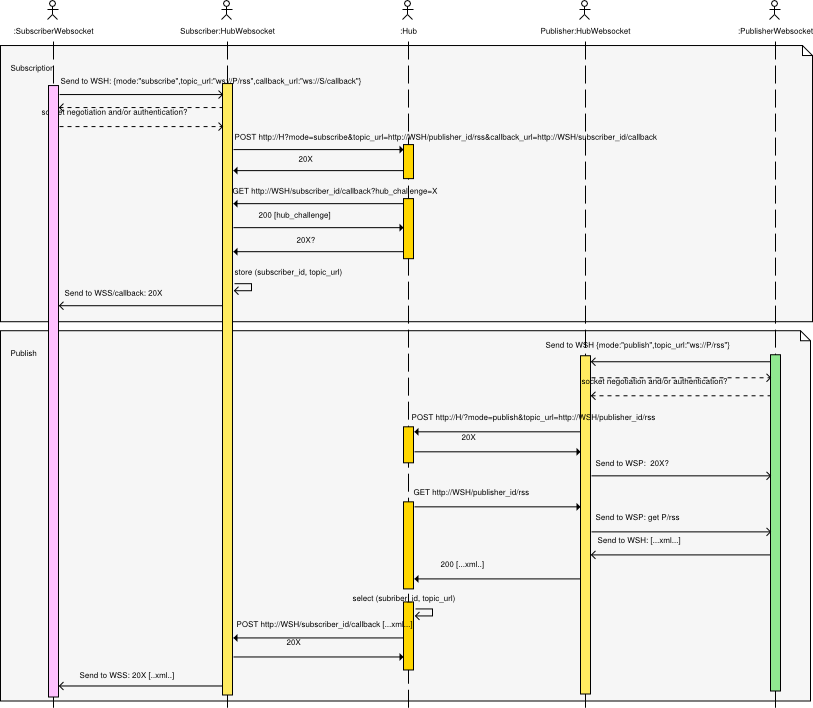 :SubscriberWebsocket
Subscriber:HubWebsocket
:Hub
Publisher:HubWebsocket
:PublisherWebsocket
Subscription
Send to WSH: {mode:"subscribe",topic_url:"ws://P/rss",callback_url:"ws://S/callback"}
socket negotiation and/or authentication?
POST http://H?mode=subscribe&topic_url=http://WSH/publisher_id/rss&callback_url=http://WSH/subscriber_id/callback
20X
GET http://WSH/subscriber_id/callback?hub_challenge=X
200 [hub_challenge]
20X?
store (subscriber_id, topic_url)
Send to WSS/callback: 20X
Publish
Send to WSH {mode:"publish",topic_url:"ws://P/rss"}
socket negotiation and/or authentication?
POST http://H/?mode=publish&topic_url=http://WSH/publisher_id/rss
20X
Send to WSP:  20X?
GET http://WSH/publisher_id/rss
Send to WSP: get P/rss
Send to WSH: [...xml...]
200 [...xml..]
select (subriber_id, topic_url)
POST http://WSH/subscriber_id/callback [...xml...]
20X
Send to WSS: 20X [..xml..]